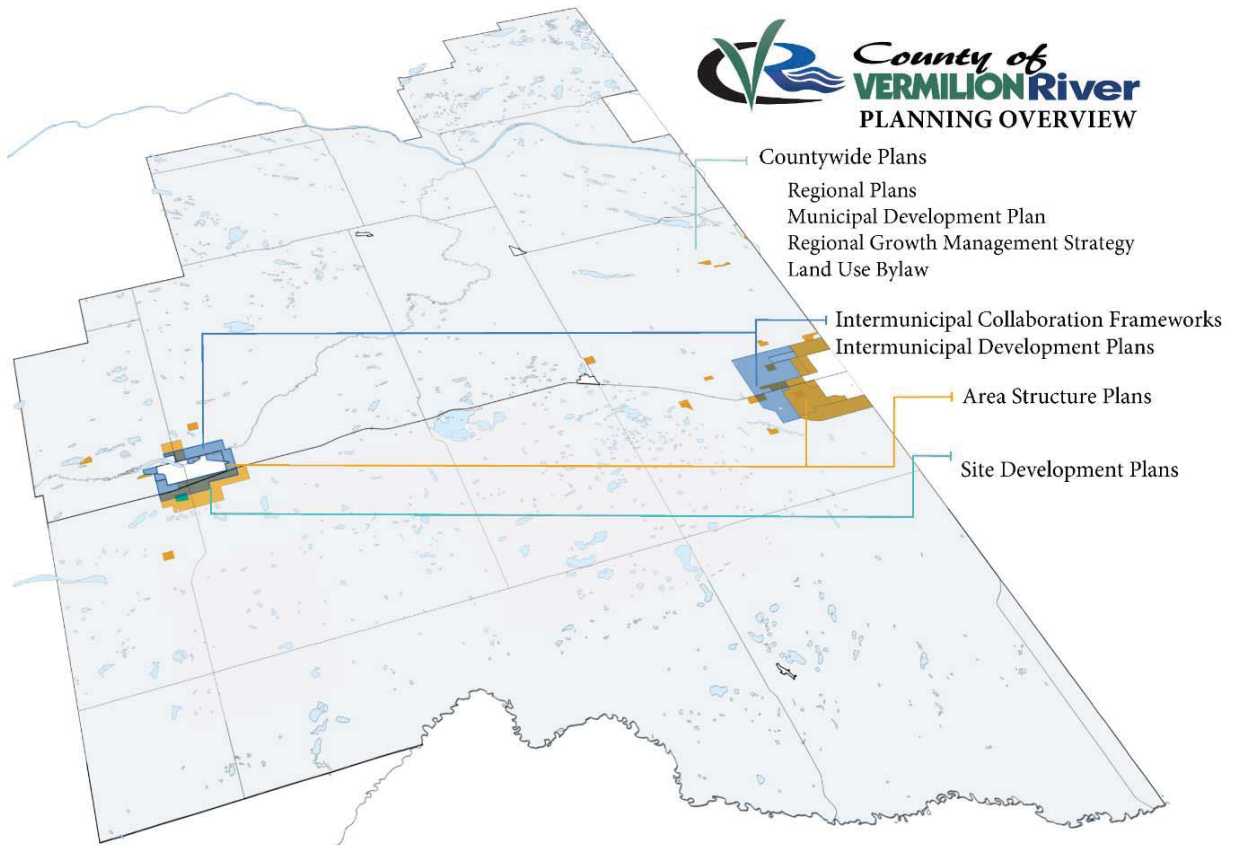 County of
VERMILION River
PLANNING OVERVIEW
Countywide Plans
Regional Plans
Municipal Development Plan
Regional Growth Management Strategy
Land Use Bylaw
Intermunicipal Collaboration Frameworks
Intermunicipal Development Plans
Area Structure Plans
Site Development Plans